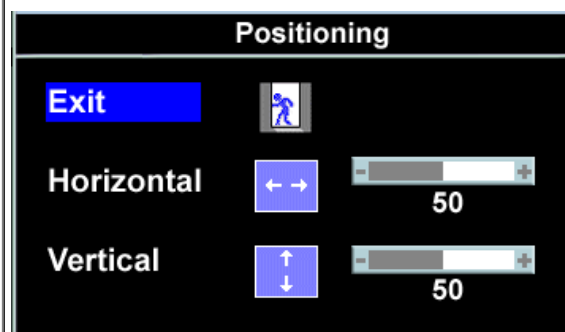 Positioning
Exit
Horizontal
- +
50
Vertical
- +
50